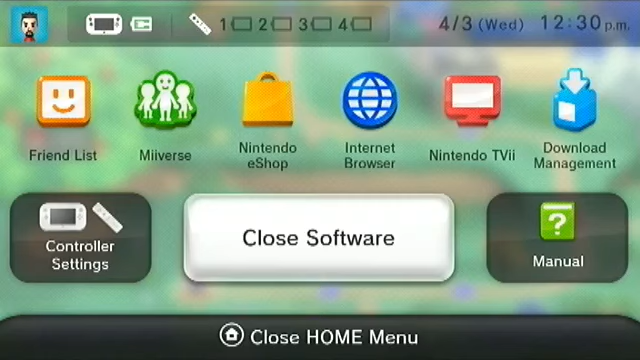 1 2 3 4 4/3 (Wed) 12:30 p.m.
Friend List
Miiverse
Nintendo
eShop
Internet
Browser
Nintendo TVii
Download
Management
Controller
Settings
Close Software
?
Manual
Close HOME Menu